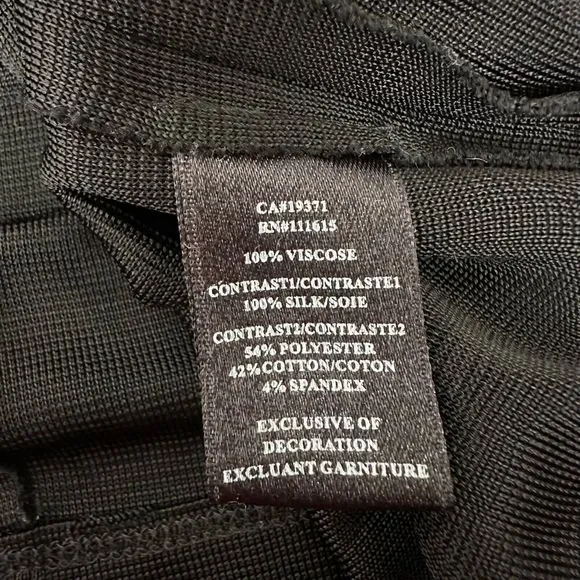 CA#19371
RN#111615
100% VISCOSE
CONTRAST1/CONTRASTE1
100% SILK/SOIE
CONTRAST2/CONTRASTE2
54% POLYESTER
42%COTTON/COTON
4% SPANDEX
EXCLUSIVE OF
DECORATION
EXCLUANT GARNITURE